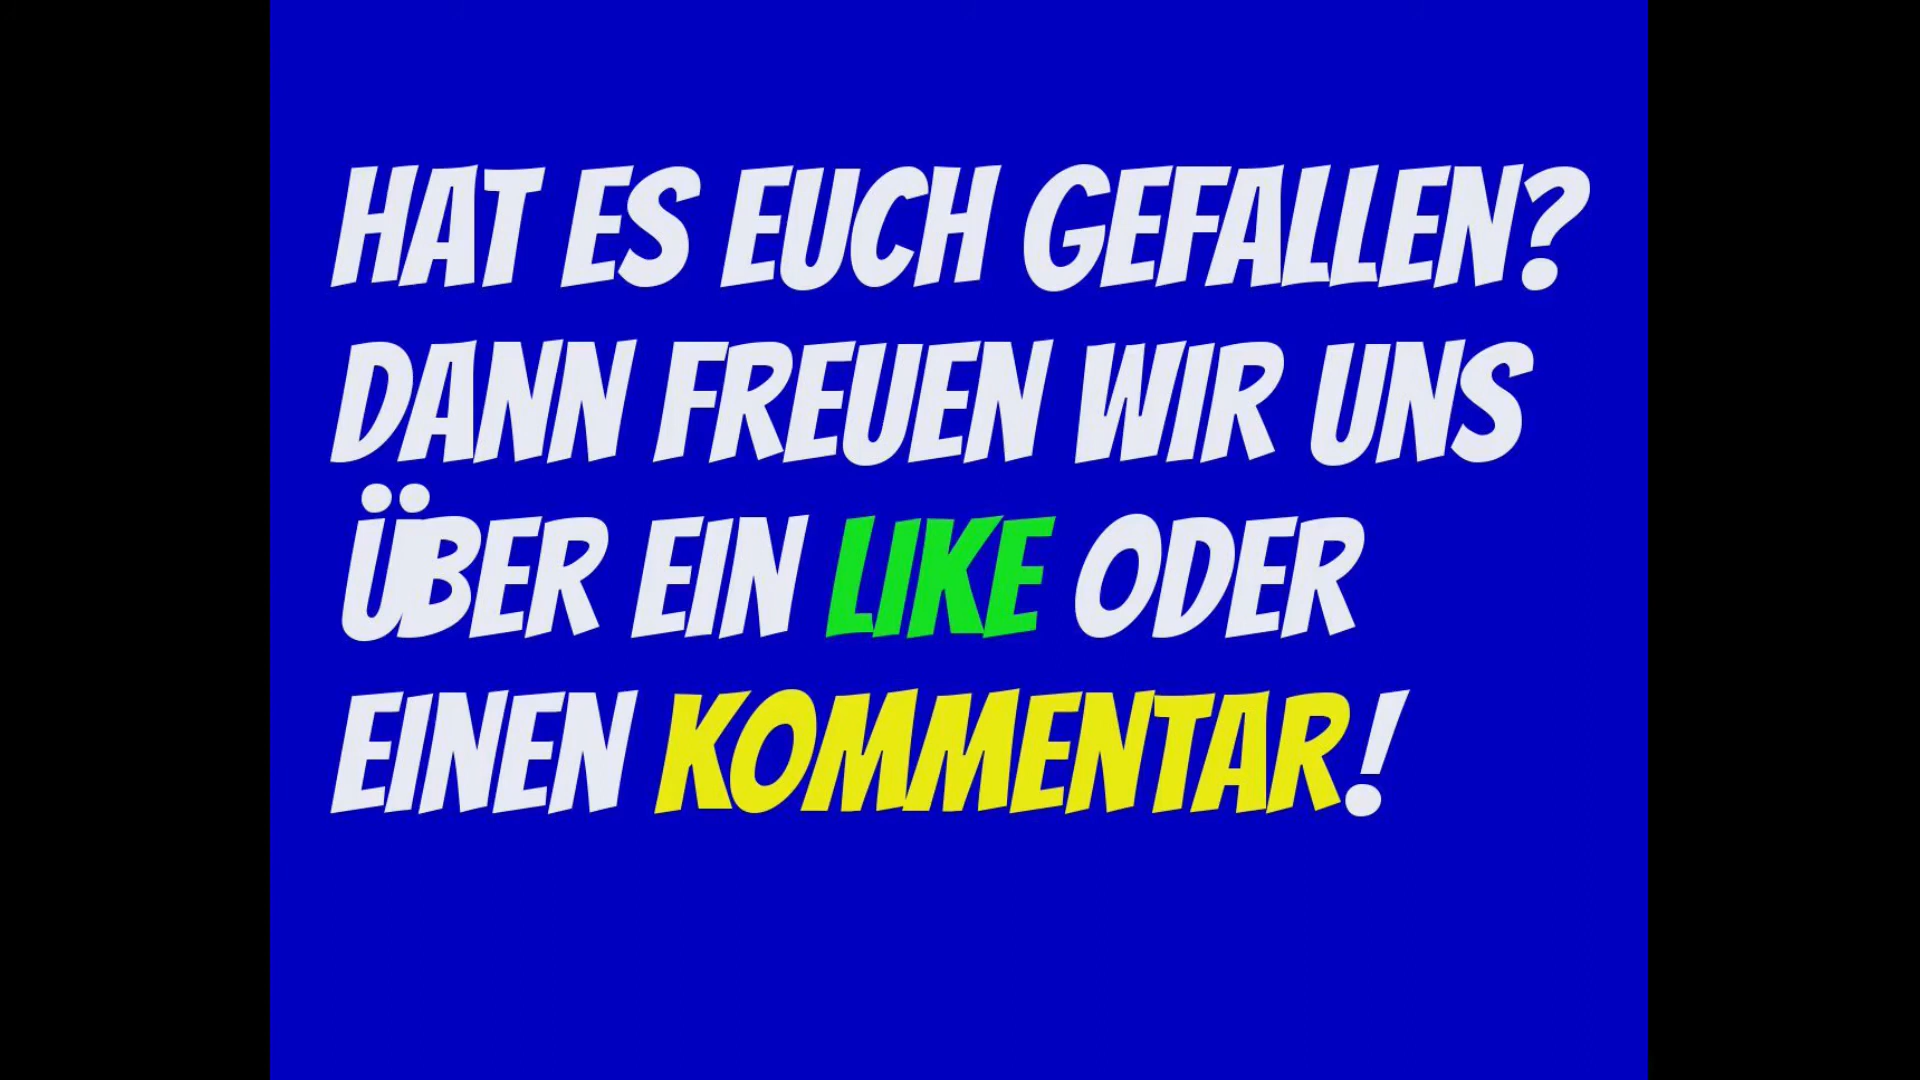 HAT ES EUCH GEFALLEN?
DANN FREUEN WIR UNS
ÜBER EIN LIKE ODER
EINEN KOMMENTAR!